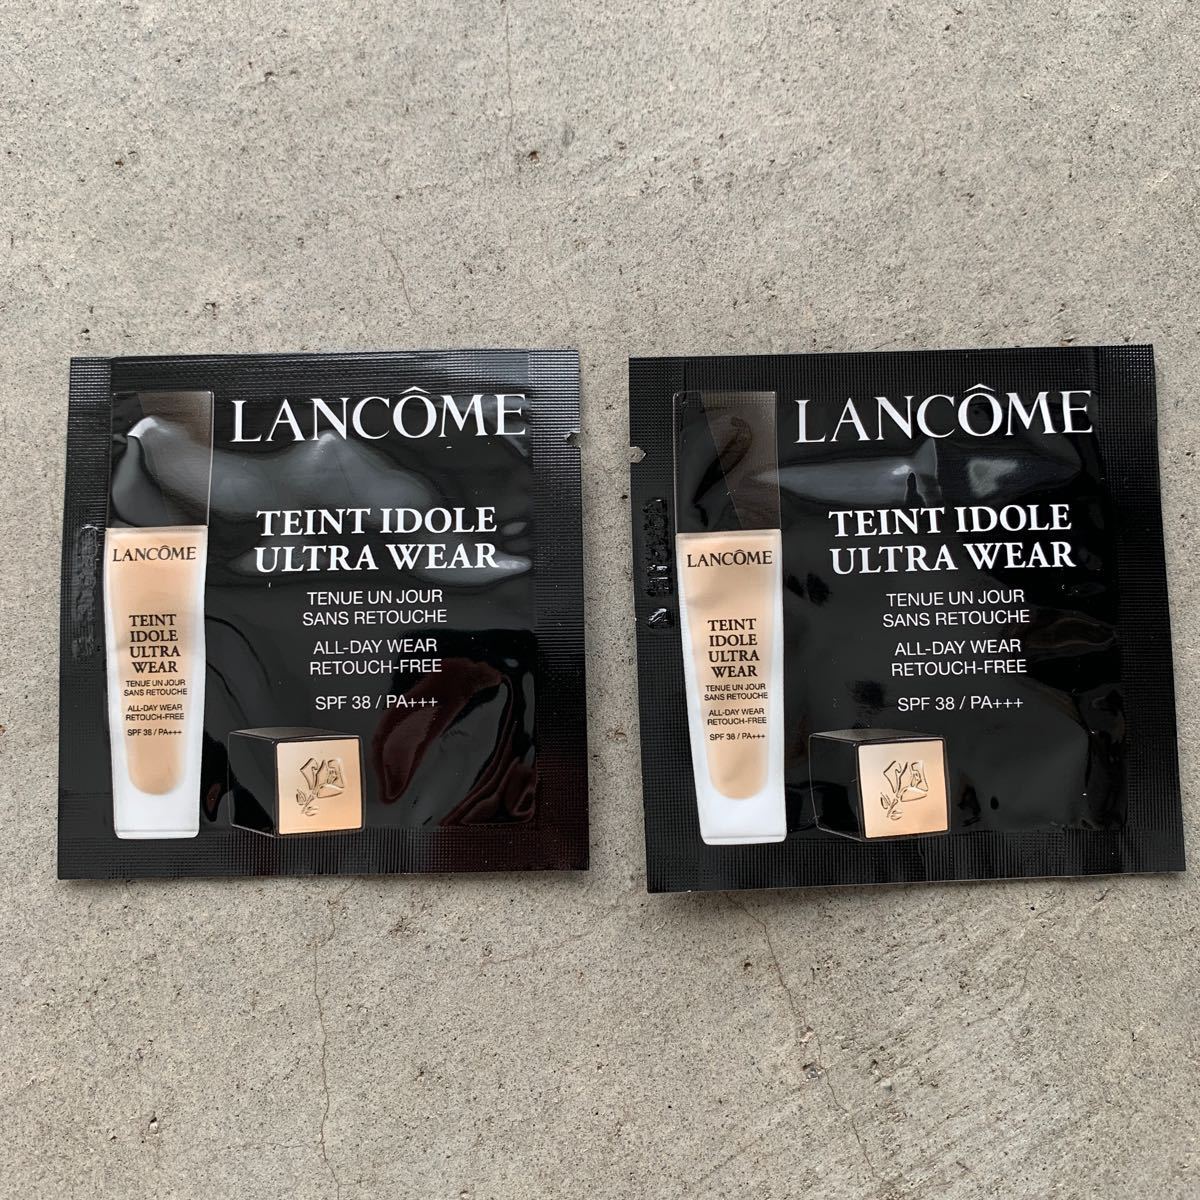 LANCÔME
TEINT IDOLE
ULTRA WEAR
TENUE UN JOUR
SANS RETOUCHE
ALL-DAY WEAR
RETOUCH-FREE
SPF 38 / PA+++
LANCÔME
TEINT
IDOLE
ULTRA
WEAR
TENUE UN JOUR
SANS RETOUCHE
ALL-DAY WEAR
RETOUCH-FREE
SPF 38 / PA+++
LANCÔME
TEINT IDOLE
ULTRA WEAR
TENUE UN JOUR
SANS RETOUCHE
ALL-DAY WEAR
RETOUCH-FREE
SPF 38 / PA+++
LANCÔME
TEINT
IDOLE
ULTRA
WEAR
TENUE UN JOUR
SANS RETOUCHE
ALL-DAY WEAR
RETOUCH-FREE
SPF 38 / PA+++